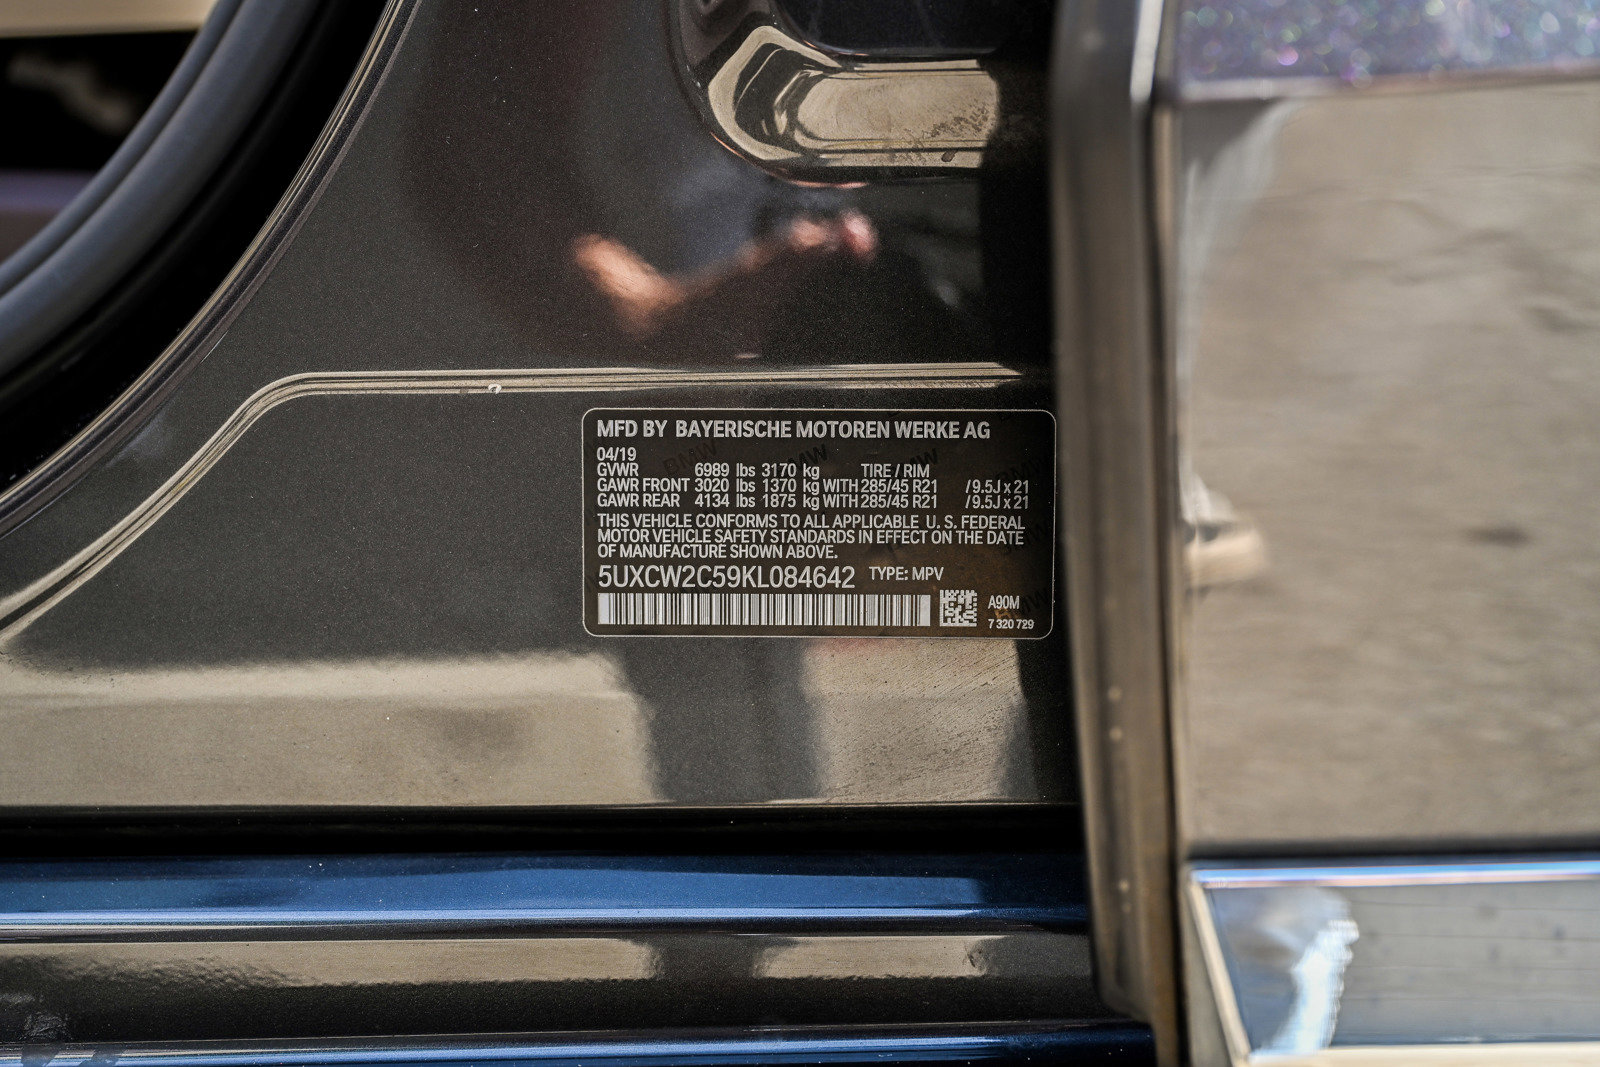 MFD BY BAYERISCHE MOTOREN WERKE AG
04/19
GVWR 6989 lbs 3170 kg TIRE / RIM
GAWR FRONT 3020 lbs 1370 kg WITH 285/45 R21 /9.5J x 21
GAWR REAR 4134 lbs 1875 kg WITH 285/45 R21 /9.5J x 21
THIS VEHICLE CONFORMS TO ALL APPLICABLE U. S. FEDERAL
MOTOR VEHICLE SAFETY STANDARDS IN EFFECT ON THE DATE
OF MANUFACTURE SHOWN ABOVE.
5UXCW2C59KL084642 TYPE: MPV
A90M
7 320 729